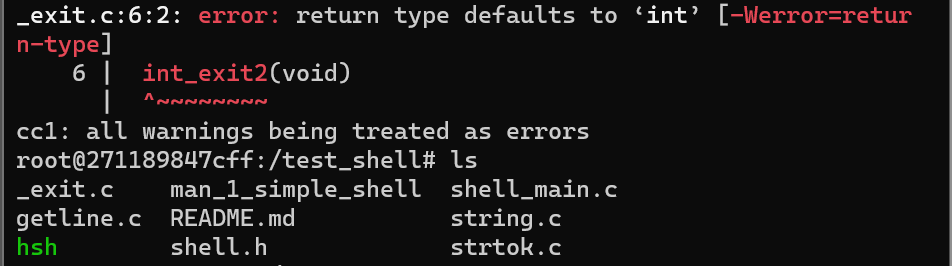 _exit.c:6:2: error: return type defaults to ‘int’ [-Werror=retur
n-type]
    6 |  int_exit2(void)
      |  ^~~~~~~~~
cc1: all warnings being treated as errors
root@271189847cff:/test_shell# ls
_exit.c    man_1_simple_shell  shell_main.c
getline.c  README.md           string.c
hsh        shell.h             strtok.c